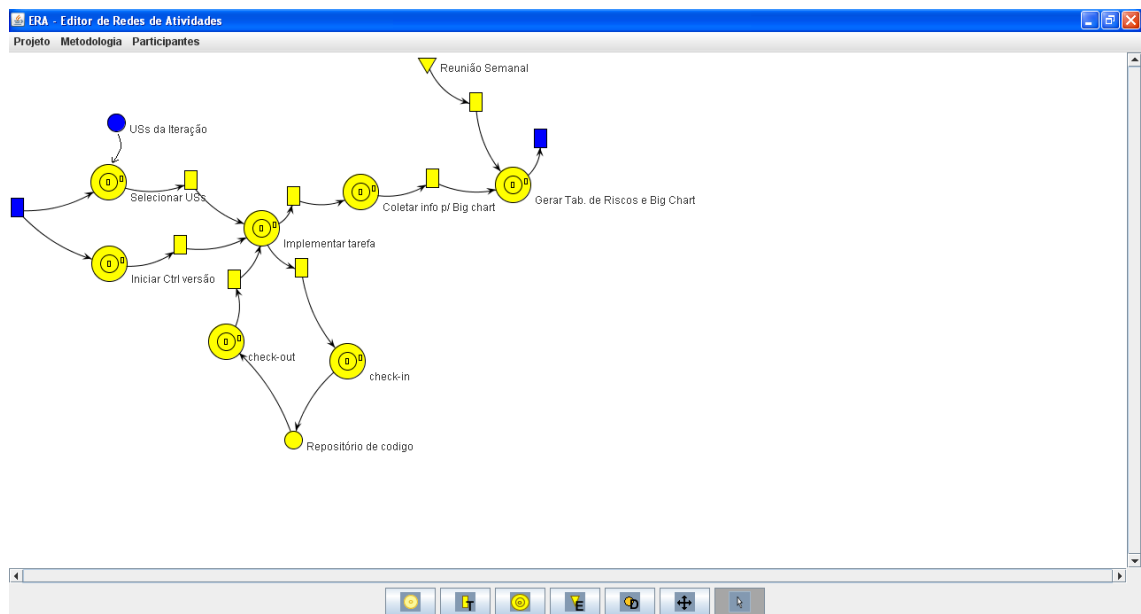 ERA - Editor de Redes de Atividades
Projeto Metodologia Participantes
Reunião Semanal
USs da Iteração
Selecionar USs
Coletar info p/ Big chart
Gerar Tab. de Riscos e Big Chart
Implementar tarefa
Iniciar Ctrl versão
check-out
check-in
Repositório de codigo
T
E
D